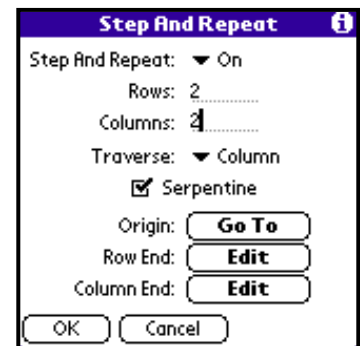 Step And Repeat i
Step And Repeat: On
Rows: 2
Columns: 2
Traverse: Column
Serpentine
Origin: Go To
Row End: Edit
Column End: Edit
OK Cancel